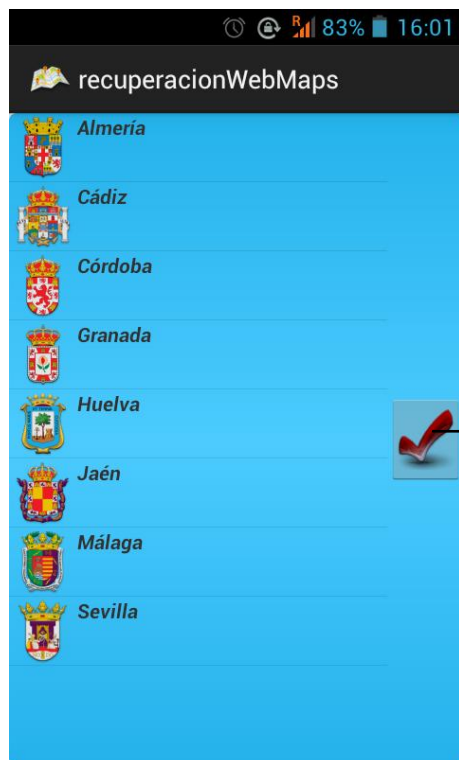 R 83% 16:01
recuperacionWebMaps
Almería
Cádiz
Córdoba
Granada
Huelva
Jaén
Málaga
Sevilla